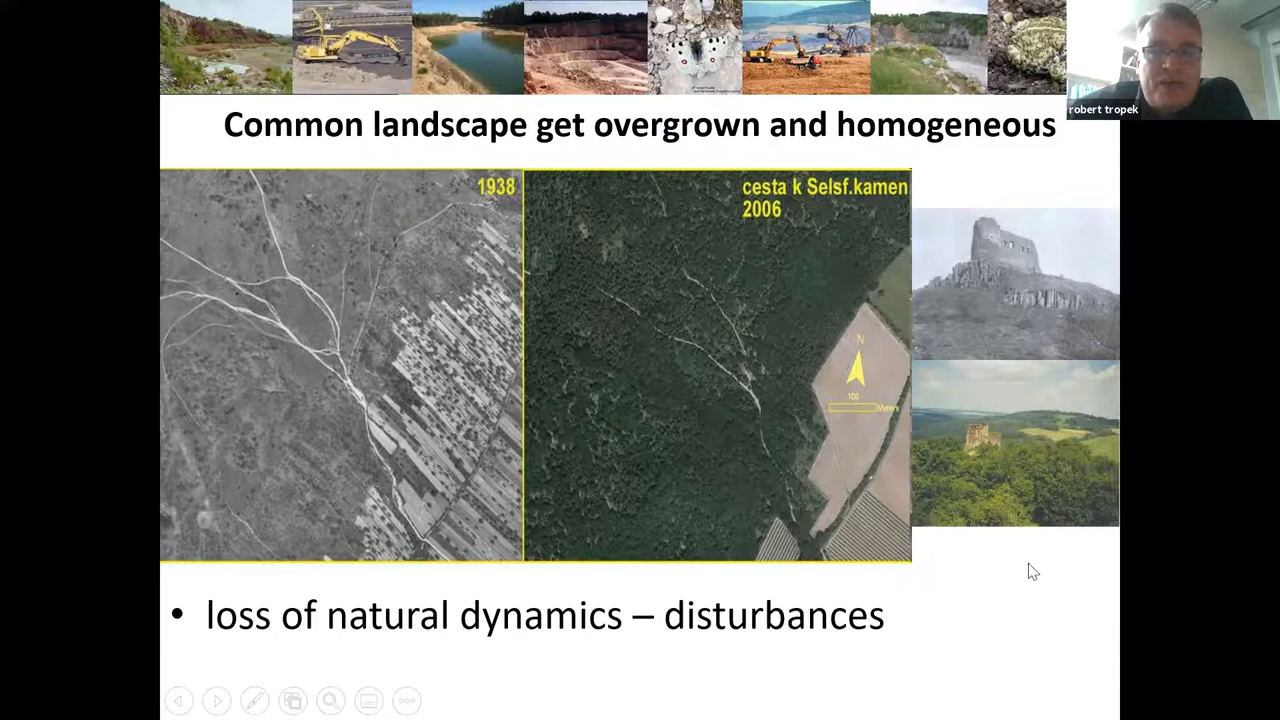 robert tropek
Common landscape get overgrown and homogeneous
1938
cesta k Selsf.kamen
2006
N
100
Meters
• loss of natural dynamics – disturbances